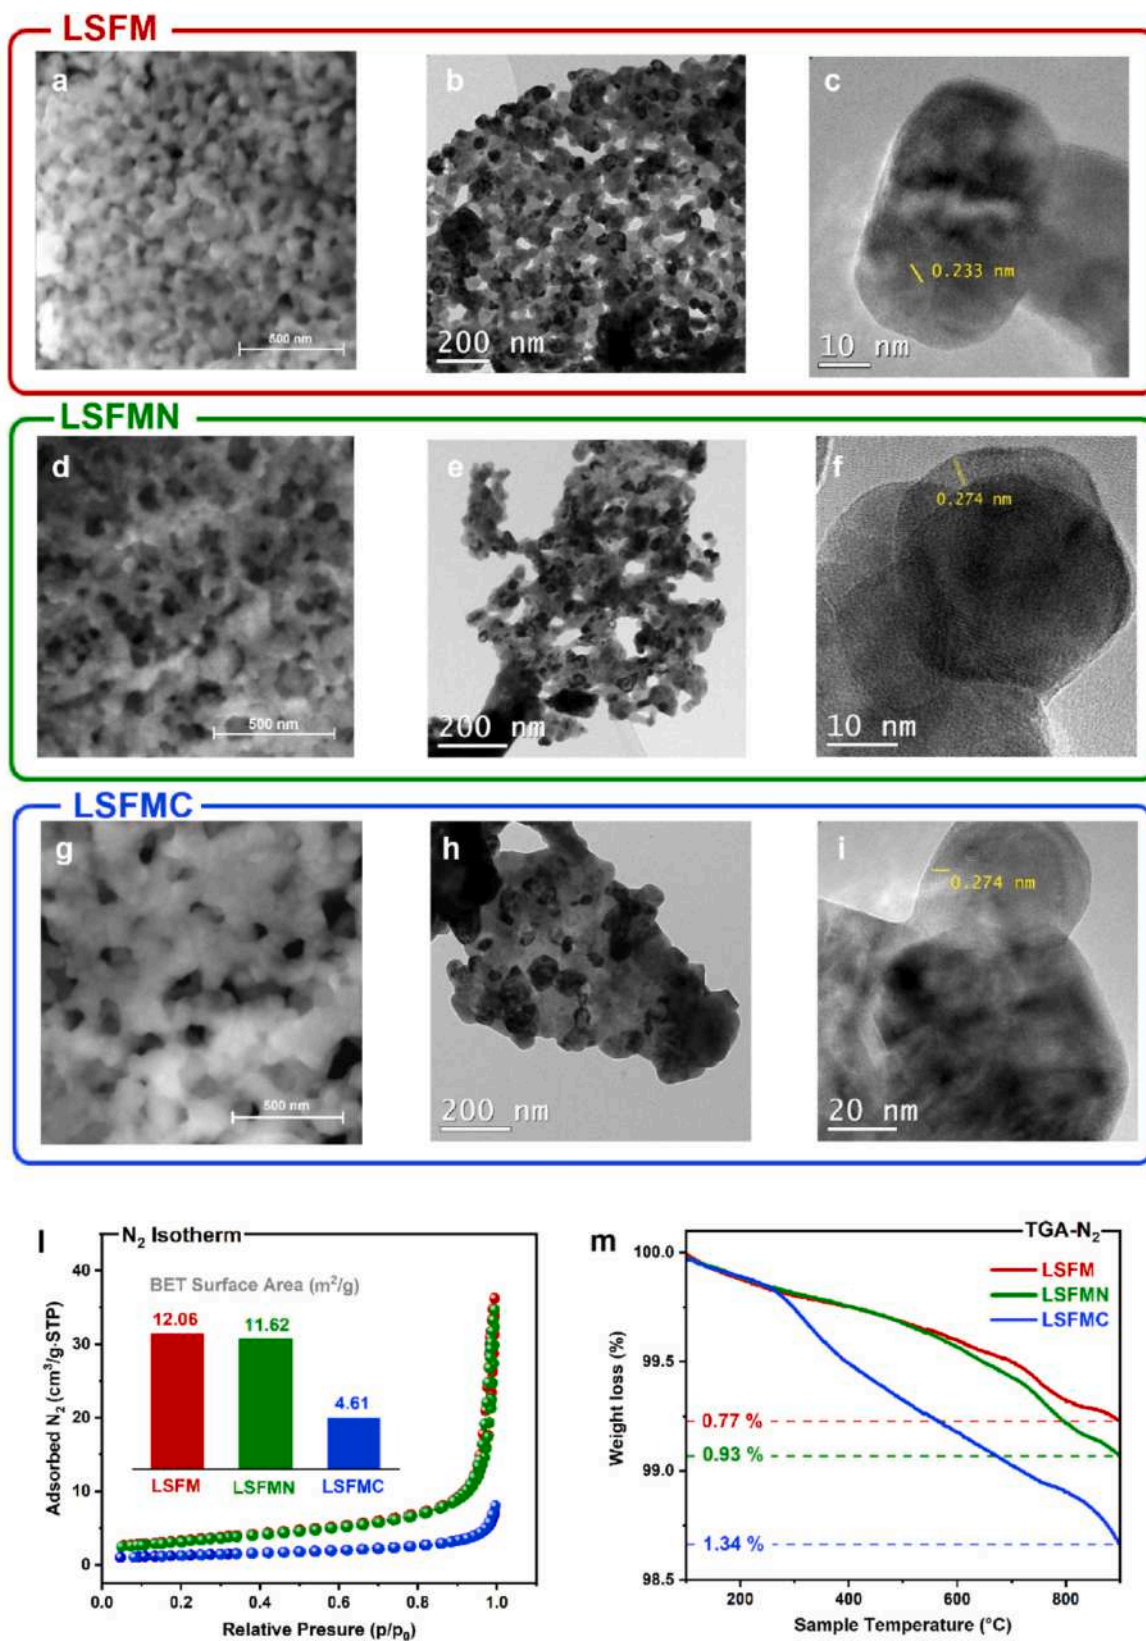 LSFM
a
500 nm
b
200 nm
c
0.233 nm
10 nm
LSFMN
d
500 nm
e
200 nm
f
0.274 nm
10 nm
LSFMC
g
500 nm
h
200 nm
i
0.274 nm
20 nm
l
N₂ Isotherm
BET Surface Area (m²/g)
12.06
11.62
4.61
LSFM
LSFMN
LSFMC
40
30
20
10
0
Adsorbed N₂ (cm³/g·STP)
0.0 0.2 0.4 0.6 0.8 1.0
Relative Presure (p/p₀)
m
TGA-N₂
LSFM
LSFMN
LSFMC
100.0
99.5
99.0
98.5
Weight loss (%)
0.77 %
0.93 %
1.34 %
200 400 600 800
Sample Temperature (°C)